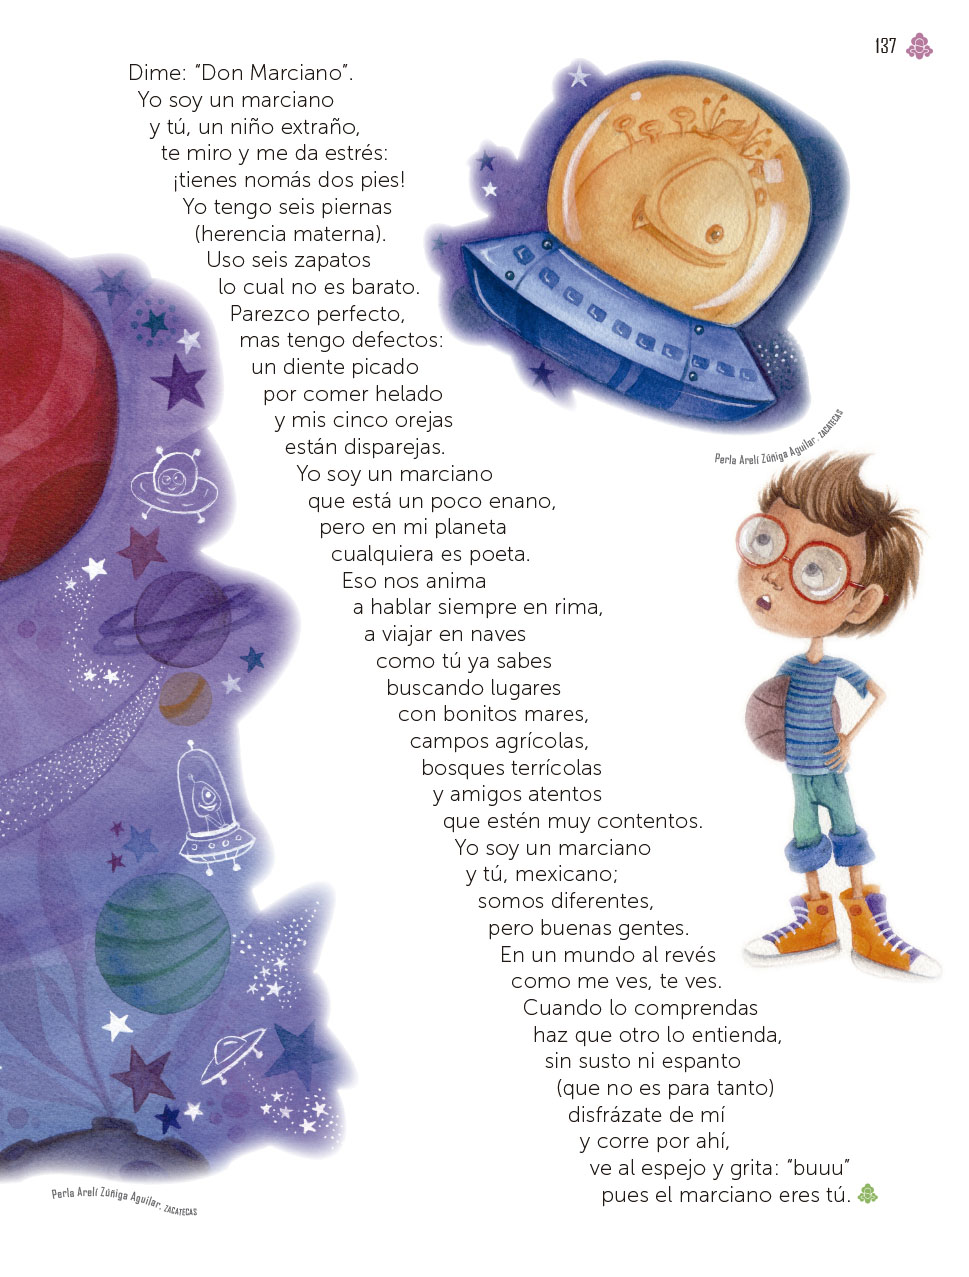 137
Dime: “Don Marciano”.
Yo soy un marciano
y tú, un niño extraño,
te miro y me da estrés:
¡tienes nomás dos pies!
Yo tengo seis piernas
(herencia materna).
Uso seis zapatos
lo cual no es barato.
Parezco perfecto,
mas tengo defectos:
un diente picado
por comer helado
y mis cinco orejas
están disparejas.
Yo soy un marciano
que está un poco enano,
pero en mi planeta
cualquiera es poeta.
Eso nos anima
a hablar siempre en rima,
a viajar en naves
como tú ya sabes
buscando lugares
con bonitos mares,
campos agrícolas,
bosques terrícolas
y amigos atentos
que estén muy contentos.
Yo soy un marciano
y tú, mexicano;
somos diferentes,
pero buenas gentes.
En un mundo al revés
como me ves, te ves.
Cuando lo comprendas
haz que otro lo entienda,
sin susto ni espanto
(que no es para tanto)
disfrázate de mí
y corre por ahí,
ve al espejo y grita: “buuu”
pues el marciano eres tú.
Perla Arelí Zúñiga Aguilar, ZACATECAS
Perla Arelí Zúñiga Aguilar, ZACATECAS